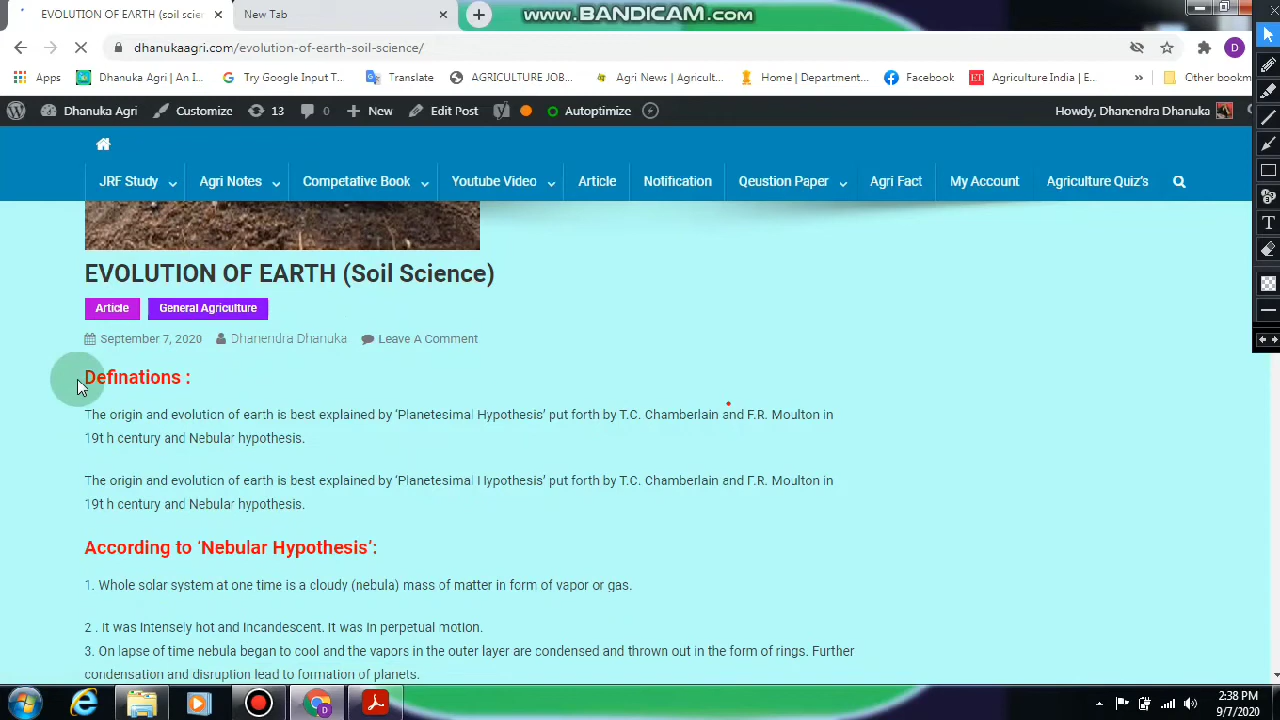 EVOLUTION OF EARTH (soil scier
New Tab
www.BANDICAM.com
dhanukaagri.com/evolution-of-earth-soil-science/
Apps
Dhanuka Agri | An I...
Try Google Input T...
Translate
AGRICULTURE JOB...
Agri News | Agricult...
Home | Department...
Facebook
Agriculture India | E...
»
Other bookm
Dhanuka Agri
Customize
13
0
New
Edit Post
Autoptimize
Howdy, Dhanendra Dhanuka
JRF Study
Agri Notes
Competative Book
Youtube Video
Article
Notification
Qeustion Paper
Agri Fact
My Account
Agriculture Quiz's
EVOLUTION OF EARTH (Soil Science)
Article
General Agriculture
September 7, 2020
Dhanendra Dhanuka
Leave A Comment
Definations :
The origin and evolution of earth is best explained by ‘Planetesimal Hypothesis’ put forth by T.C. Chamberlain and F.R. Moulton in
19t h century and Nebular hypothesis.
The origin and evolution of earth is best explained by ‘Planetesimal Hypothesis’ put forth by T.C. Chamberlain and F.R. Moulton in
19t h century and Nebular hypothesis.
According to ‘Nebular Hypothesis’:
1. Whole solar system at one time is a cloudy (nebula) mass of matter in form of vapor or gas.
2 . It was intensely hot and incandescent. It was in perpetual motion.
3. On lapse of time nebula began to cool and the vapors in the outer layer are condensed and thrown out in the form of rings. Further
condensation and disruption lead to formation of planets.
2:38 PM
9/7/2020